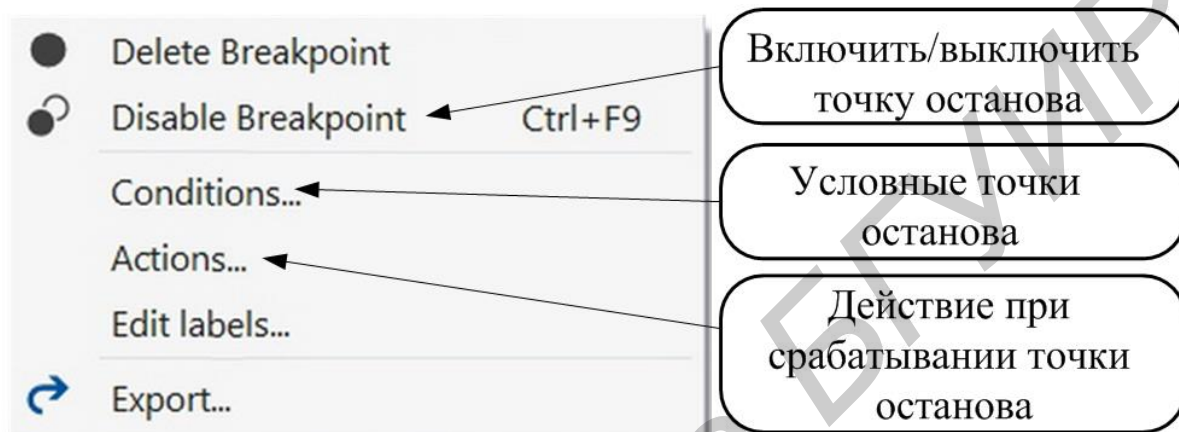 Delete Breakpoint
Disable Breakpoint Ctrl+F9
Conditions...
Actions...
Edit labels...
Export...
Включить/выключить
точку останова
Условные точки
останова
Действие при
срабатывании точки
останова
БГУИР